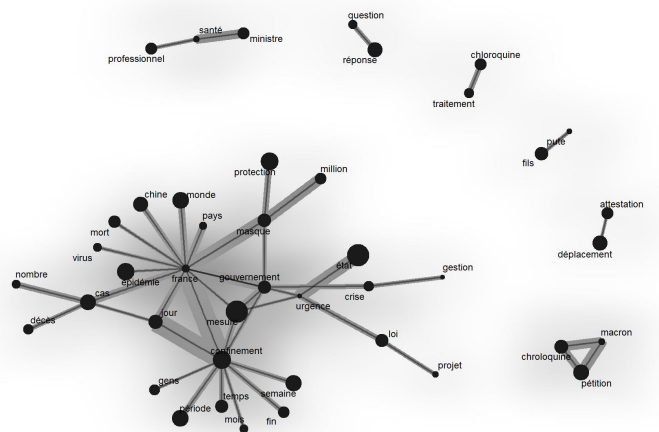 santé
ministre
professionnel
question
réponse
chloroquine
traitement
pute
fils
attestation
déplacement
protection
million
chine
monde
mort
pays
masque
virus
épidémie
france
gouvernement
état
gestion
nombre
cas
crise
urgence
décès
jour
mesure
loi
confinement
projet
macron
chroloquine
pétition
gens
temps
semaine
période
mois
fin